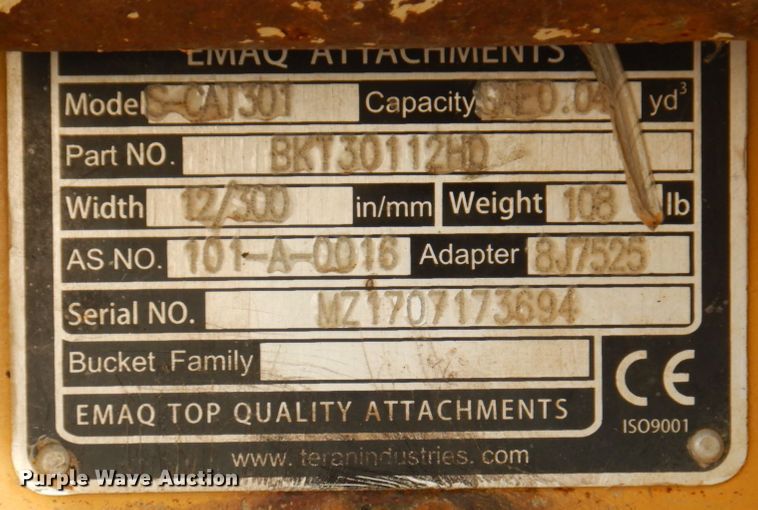 EMAQ ATTACHMENTS
Model S-CAT301 Capacity yd³
Part NO. BKT30112HD
Width 12/300 in/mm Weight 108 lb
AS NO. 101-A-0016 Adapter 8J7525
Serial NO. MZ1707173694
Bucket Family
EMAQ TOP QUALITY ATTACHMENTS
CE
ISO9001
www. teranindustries. com
Purple Wave Auction